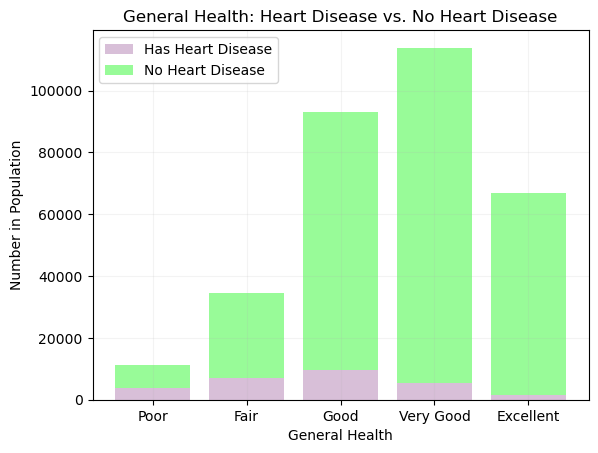 General Health: Heart Disease vs. No Heart Disease
Has Heart Disease
No Heart Disease
Number in Population
100000
80000
60000
40000
20000
0
Poor
Fair
Good
Very Good
Excellent
General Health